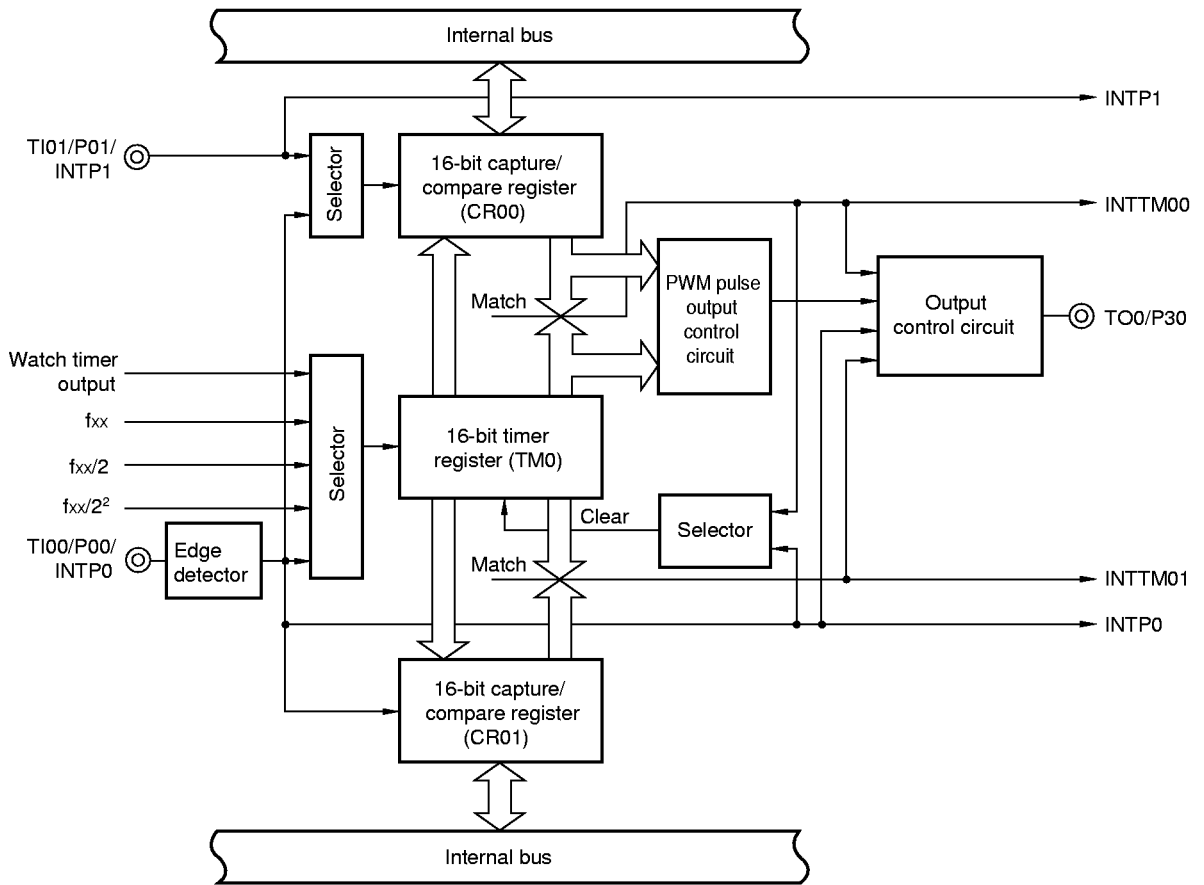 Internal bus
INTP1
TI01/P01/
INTP1
Selector
16-bit capture/
compare register
(CR00)
INTTM00
Match
PWM pulse
output
control
circuit
Output
control circuit
TO0/P30
Watch timer
output
fxx
fxx/2
fxx/2²
Selector
16-bit timer
register (TM0)
TI00/P00/
INTP0
Edge
detector
Clear
Selector
Match
INTTM01
INTP0
16-bit capture/
compare register
(CR01)
Internal bus